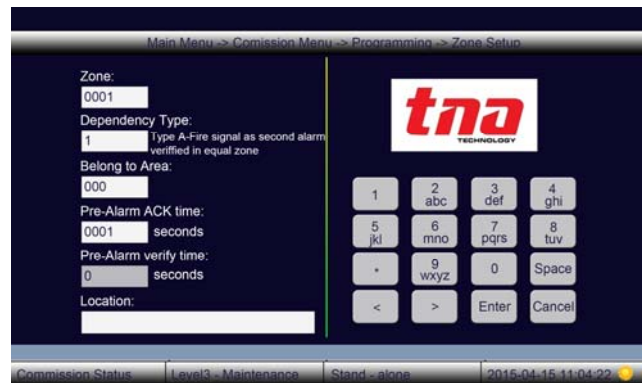 Main Menu -> Comission Menu -> Programming -> Zone Setup
Zone:
0001
Dependency Type:
1
Type A-Fire signal as second alarm
veriffied in equal zone
Belong to Area:
000
Pre-Alarm ACK time:
0001 seconds
Pre-Alarm verify time:
0 seconds
Location:
tna
TECHNOLOGY
1
2
abc
3
def
4
ghi
5
jkl
6
mno
7
pqrs
8
tuv
*
9
wxyz
0
Space
<
>
Enter
Cancel
Commission Status
Level3 - Maintenance
Stand - alone
2015-04-15 11:04:22